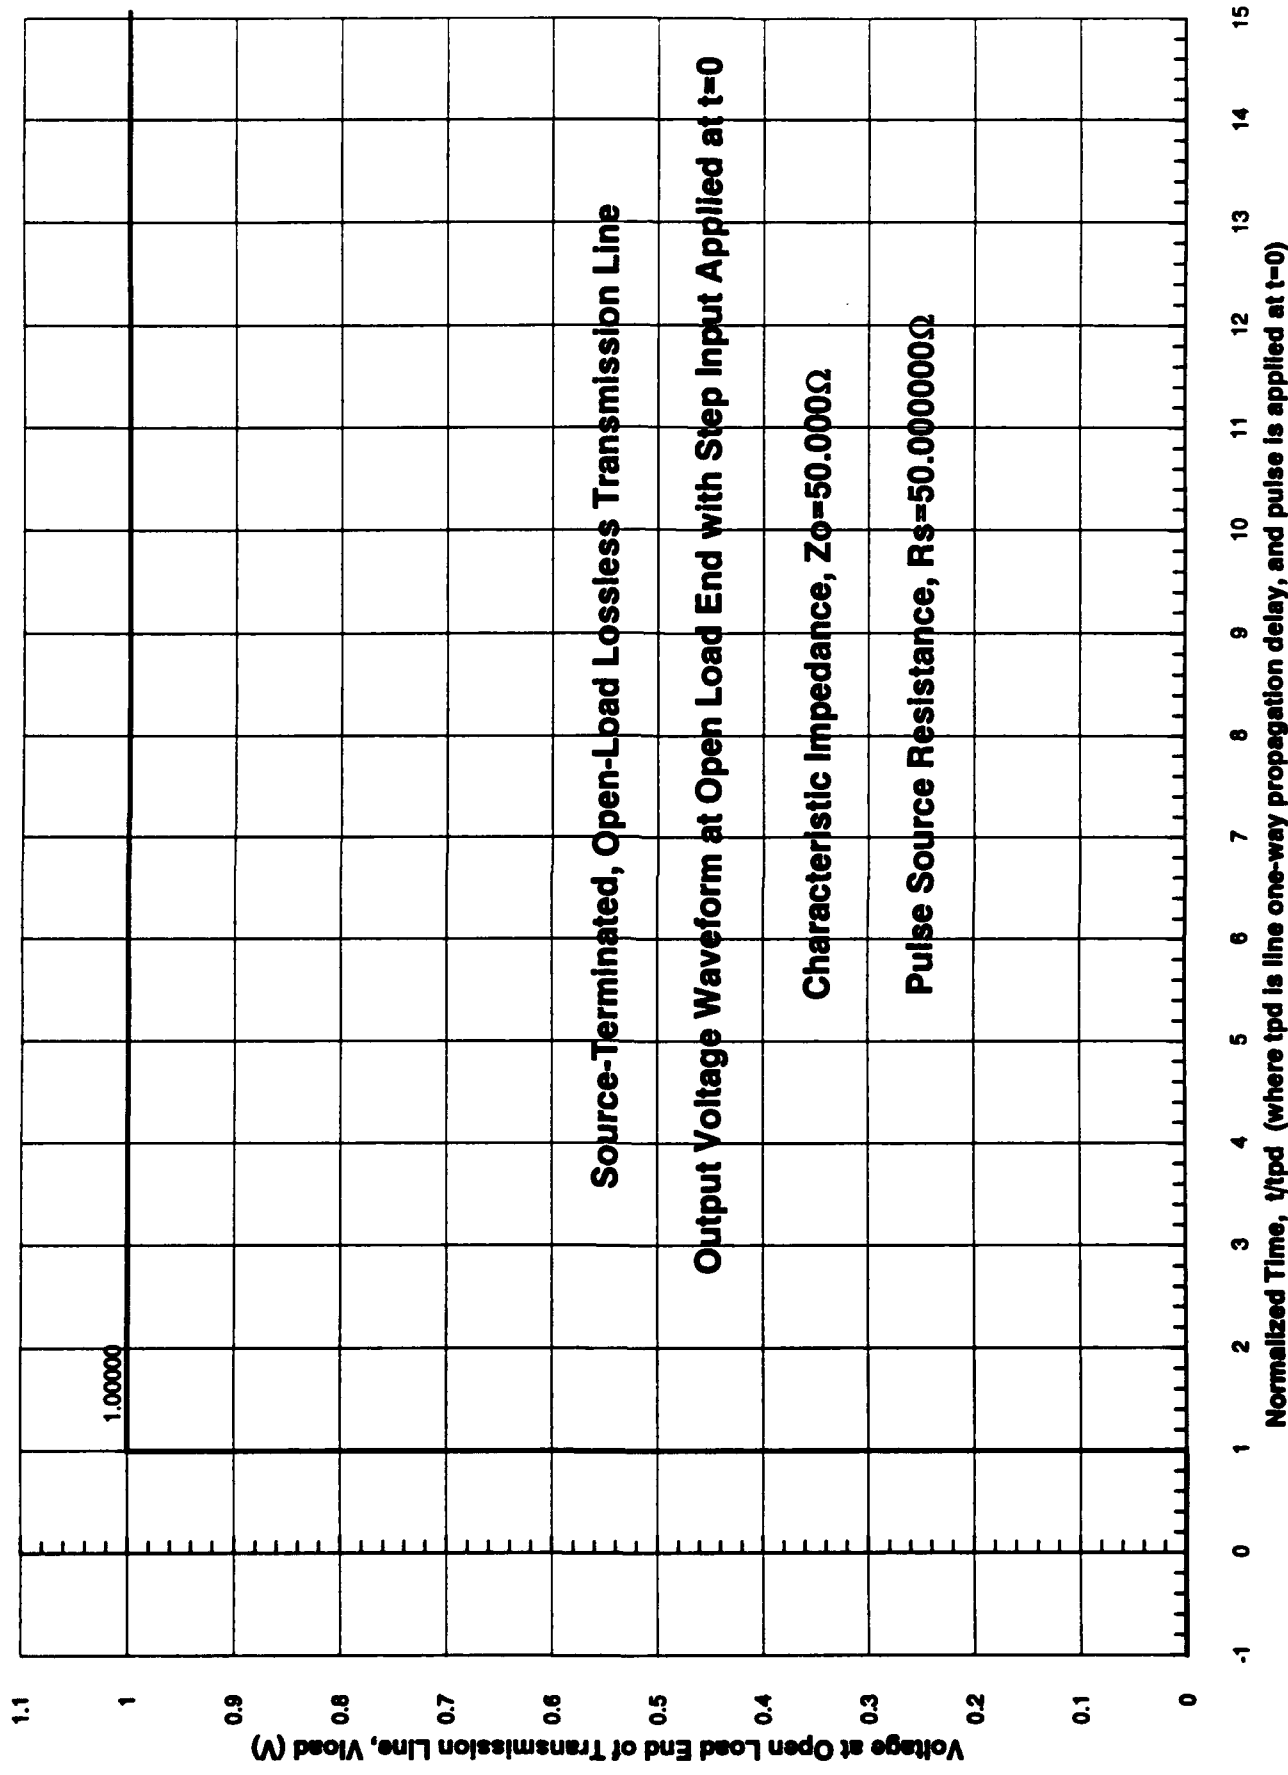 Voltage at Open Load End of Transmission Line, Vload (V)
1.1
1
0.9
0.8
0.7
0.6
0.5
0.4
0.3
0.2
0.1
0
1.00000
Source-Terminated, Open-Load Lossless Transmission Line
Output Voltage Waveform at Open Load End with Step Input Applied at t=0
Characteristic Impedance, Zo=50.000Ω
Pulse Source Resistance, Rs=50.00000Ω
-1 0 1 2 3 4 5 6 7 8 9 10 11 12 13 14 15
Normalized Time, t/tpd (where tpd is line one-way propagation delay, and pulse is applied at t=0)